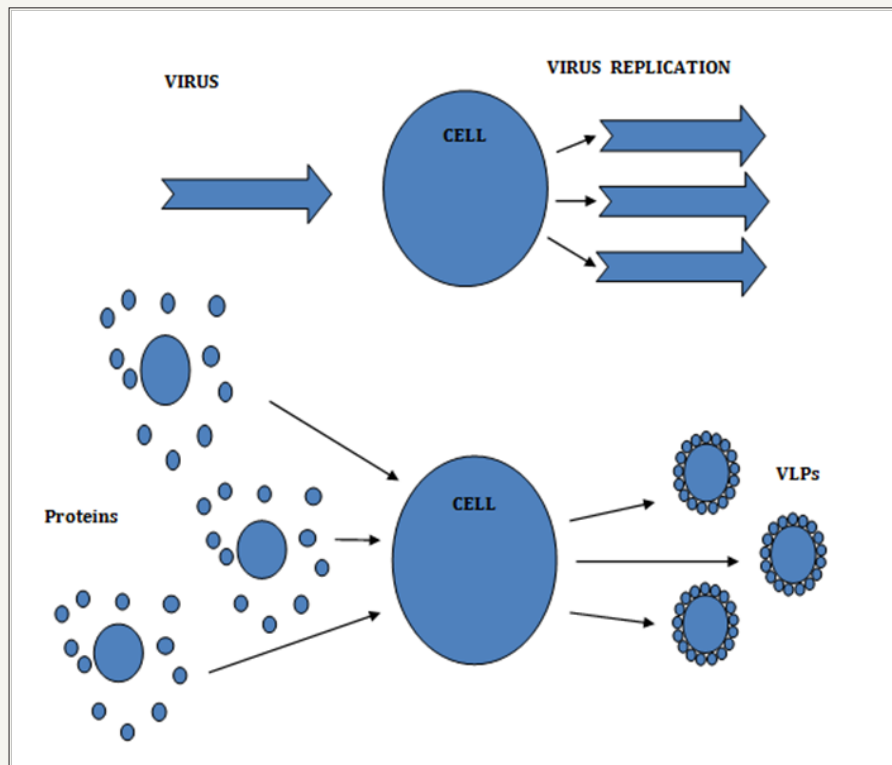 VIRUS
VIRUS REPLICATION
CELL
Proteins
CELL
VLPs